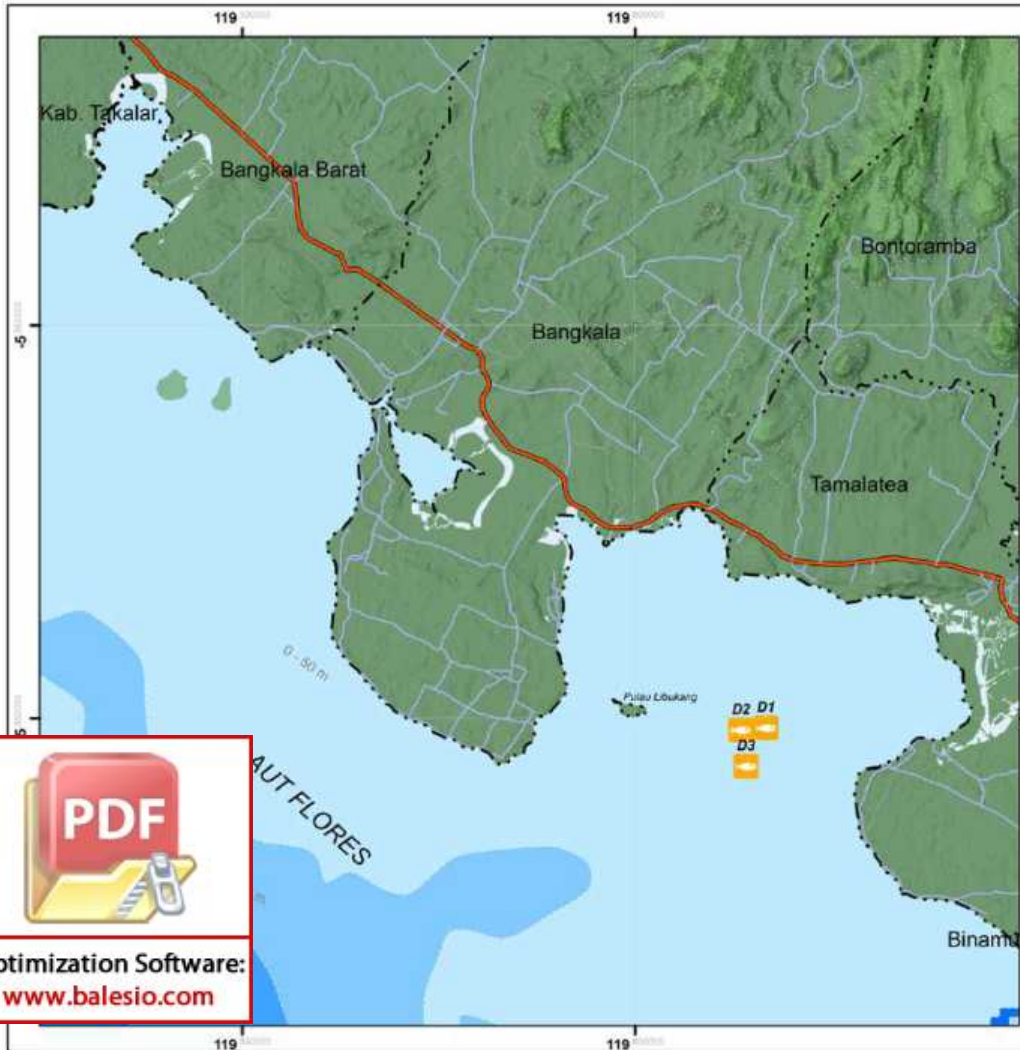 119
119
Kab. Takalar
Bangkala Barat
Bontoramba
-5
Bangkala
Tamalatea
0 - 50 m
Pulau Libukang
D2 D1
D3
AUT FLORES
PDF
ptimization Software:
www.balesio.com
Binamu
119
119